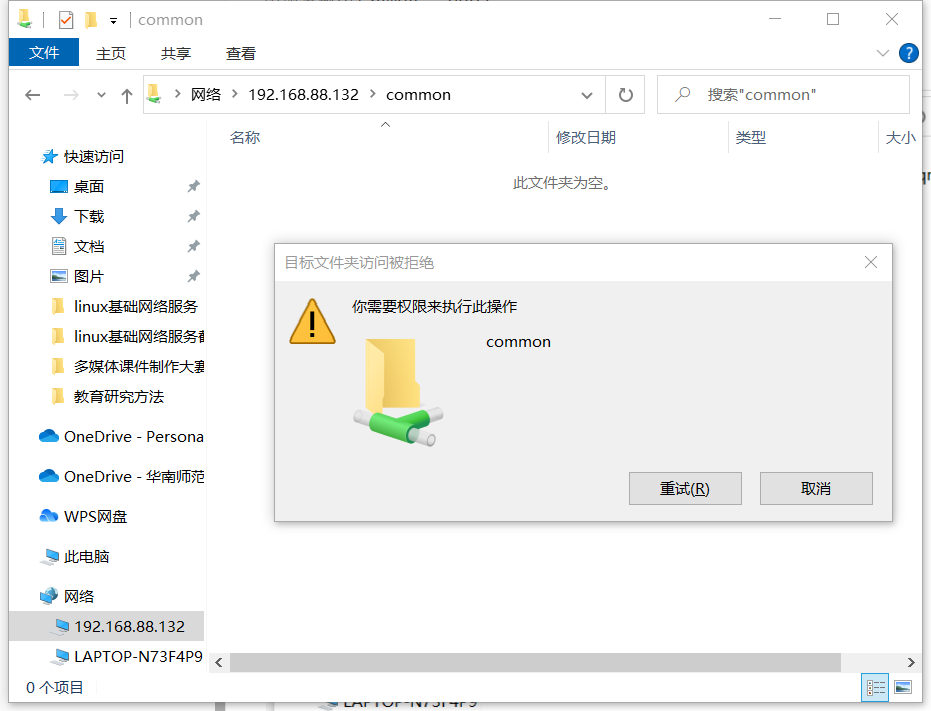 common
文件 主页 共享 查看
网络 192.168.88.132 common
搜索"common"
名称 修改日期 类型 大小
此文件夹为空。
快速访问
桌面
下载
文档
图片
linux基础网络服务
linux基础网络服务
多媒体课件制作大赛
教育研究方法
OneDrive - Persona
OneDrive - 华南师范
WPS网盘
此电脑
网络
192.168.88.132
LAPTOP-N73F4P9
目标文件夹访问被拒绝
你需要权限来执行此操作
common
重试(R) 取消
0 个项目
LAPTOP-N73F4P9